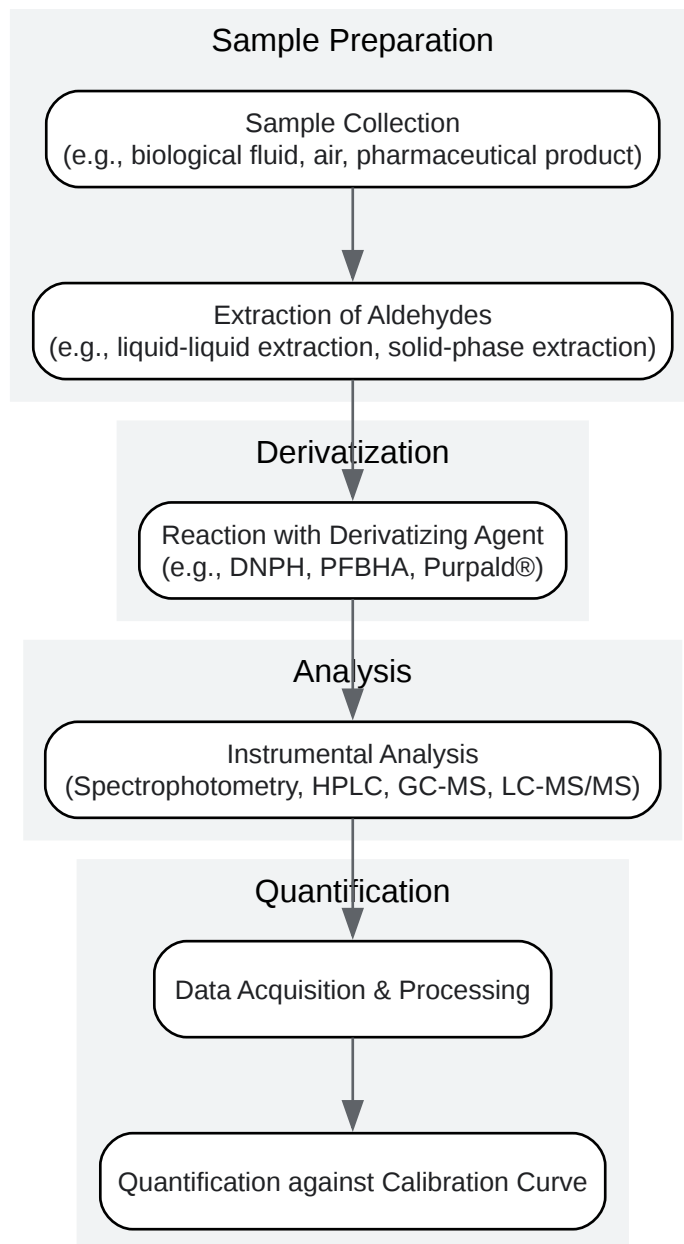 Sample Preparation
Sample Collection
(e.g., biological fluid, air, pharmaceutical product)
Extraction of Aldehydes
(e.g., liquid-liquid extraction, solid-phase extraction)
Derivatization
Reaction with Derivatizing Agent
(e.g., DNPH, PFBHA, Purpald®)
Analysis
Instrumental Analysis
(Spectrophotometry, HPLC, GC-MS, LC-MS/MS)
Quantification
Data Acquisition & Processing
Quantification against Calibration Curve